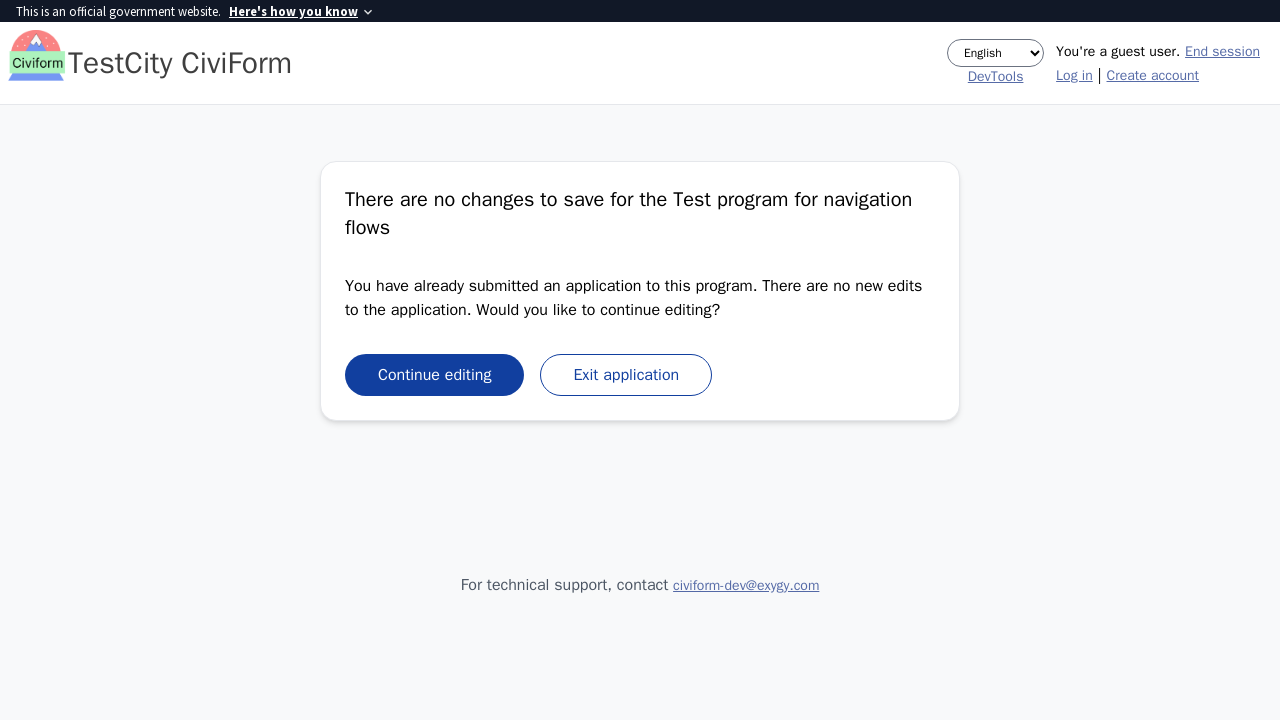 This is an official government website. Here's how you know
Civiform
TestCity CiviForm
English
DevTools
You're a guest user. End session
Log in | Create account
There are no changes to save for the Test program for navigation
flows
You have already submitted an application to this program. There are no new edits
to the application. Would you like to continue editing?
Continue editing
Exit application
For technical support, contact civiform-dev@exygy.com